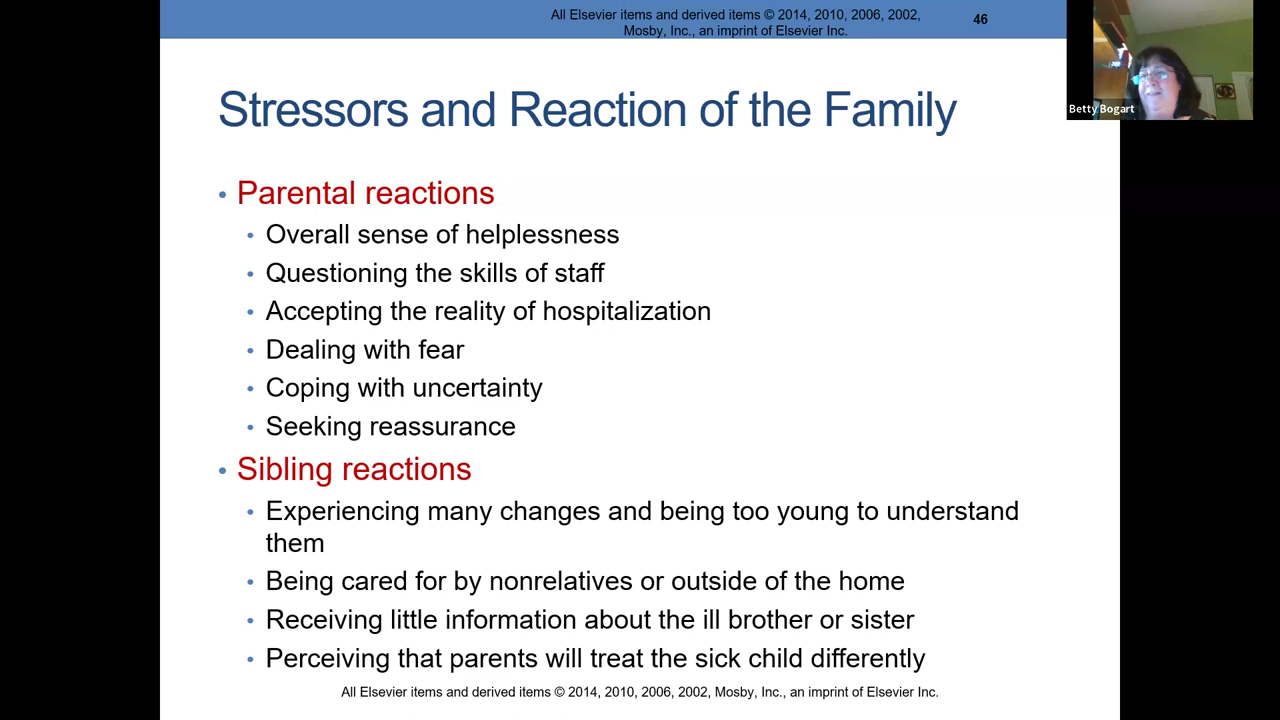 All Elsevier items and derived items © 2014, 2010, 2006, 2002,
Mosby, Inc., an imprint of Elsevier Inc.
46
Betty Bogart
Stressors and Reaction of the Family
• Parental reactions
• Overall sense of helplessness
• Questioning the skills of staff
• Accepting the reality of hospitalization
• Dealing with fear
• Coping with uncertainty
• Seeking reassurance
• Sibling reactions
• Experiencing many changes and being too young to understand
them
• Being cared for by nonrelatives or outside of the home
• Receiving little information about the ill brother or sister
• Perceiving that parents will treat the sick child differently
All Elsevier items and derived items © 2014, 2010, 2006, 2002, Mosby, Inc., an imprint of Elsevier Inc.